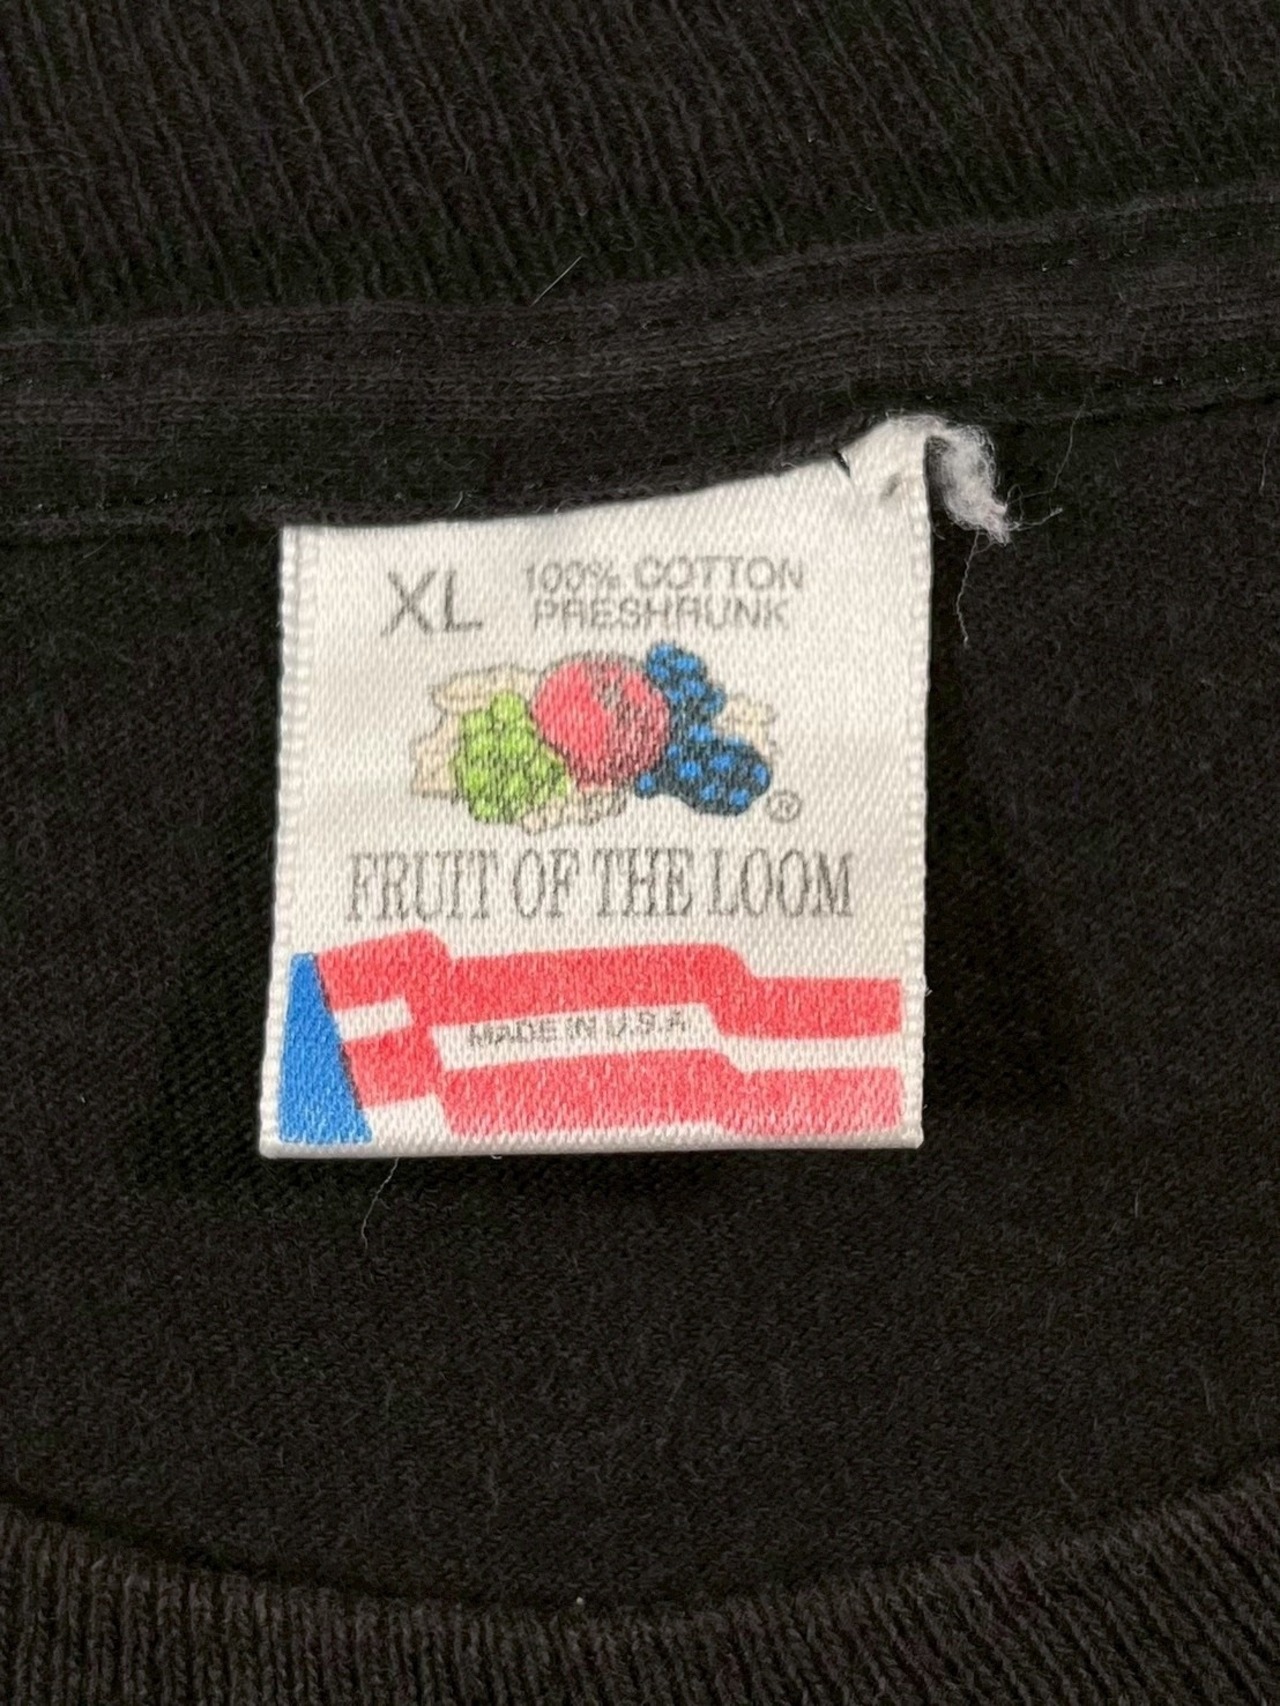 XL
100% COTTON
PRESHRUNK
®
FRUIT OF THE LOOM
MADE IN U.S.A